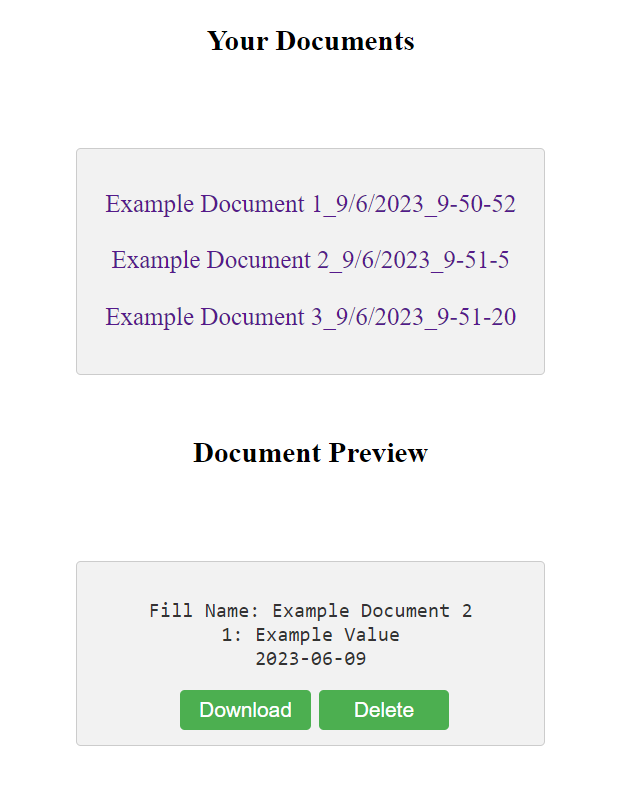 Your Documents
Example Document 1_9/6/2023_9-50-52
Example Document 2_9/6/2023_9-51-5
Example Document 3_9/6/2023_9-51-20
Document Preview
Fill Name: Example Document 2
1: Example Value
2023-06-09
Download Delete